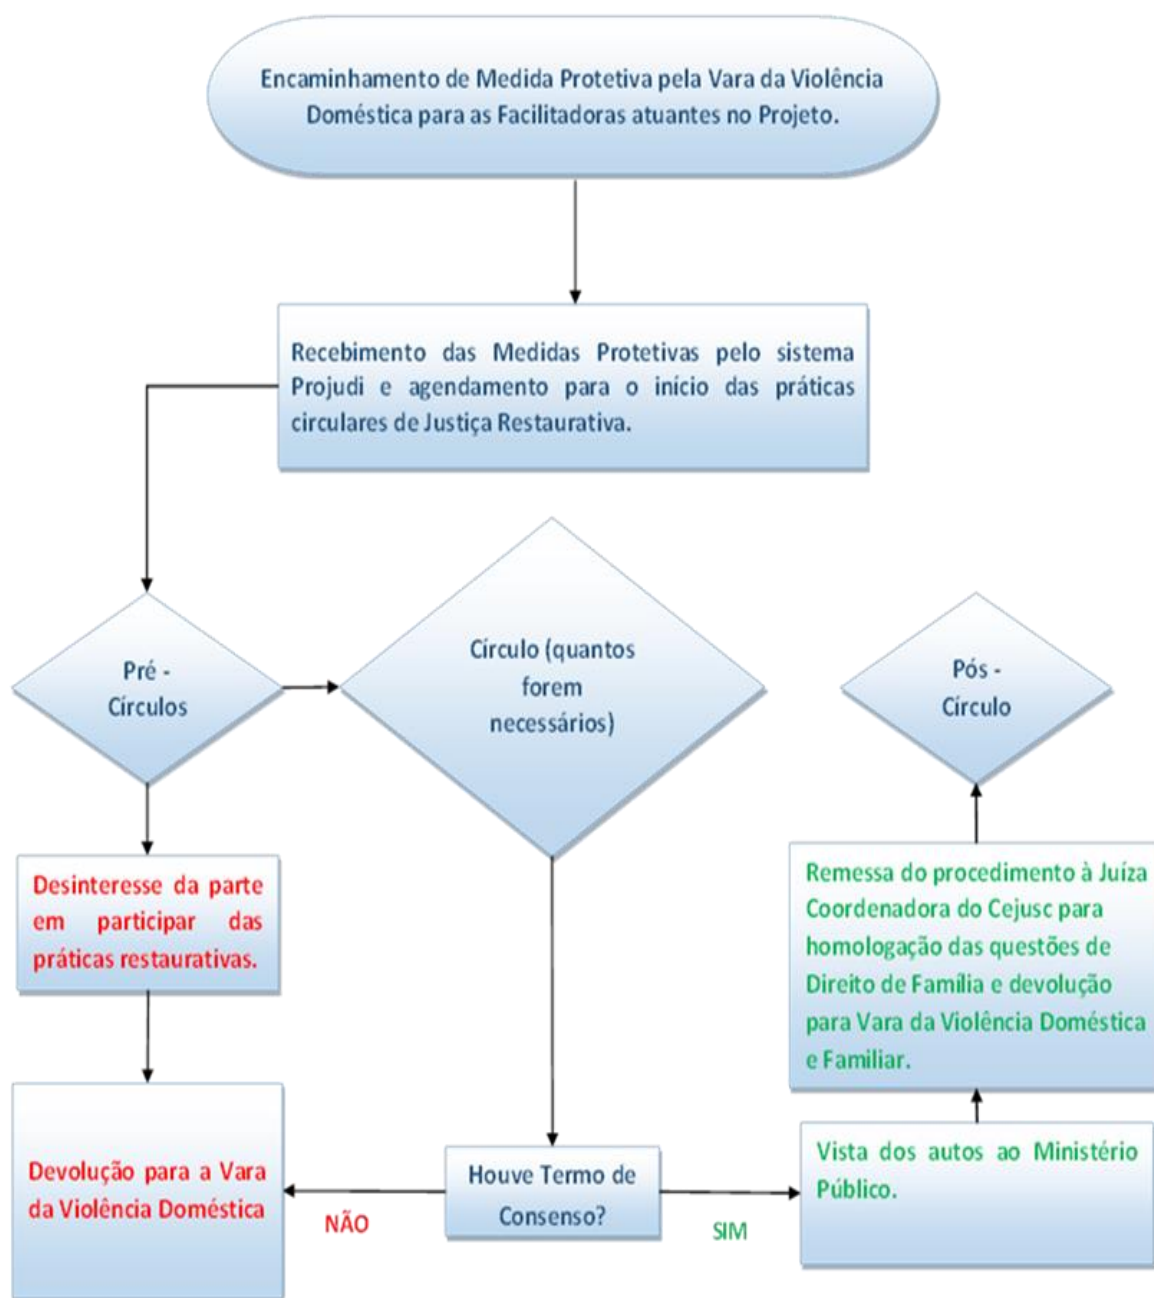 Encaminhamento de Medida Protetiva pela Vara da Violência
Doméstica para as Facilitadoras atuantes no Projeto.
Recebimento das Medidas Protetivas pelo sistema
Projudi e agendamento para o início das práticas
circulares de Justiça Restaurativa.
Pré -
Círculos
Círculo (quantos
forem
necessários)
Pós -
Círculo
Desinteresse da parte
em participar das
práticas restaurativas.
Remessa do procedimento à Juíza
Coordenadora do Cejusc para
homologação das questões de
Direito de Família e devolução
para Vara da Violência Doméstica
e Familiar.
Devolução para a Vara
da Violência Doméstica
NÃO
Houve Termo de
Consenso?
SIM
Vista dos autos ao Ministério
Público.